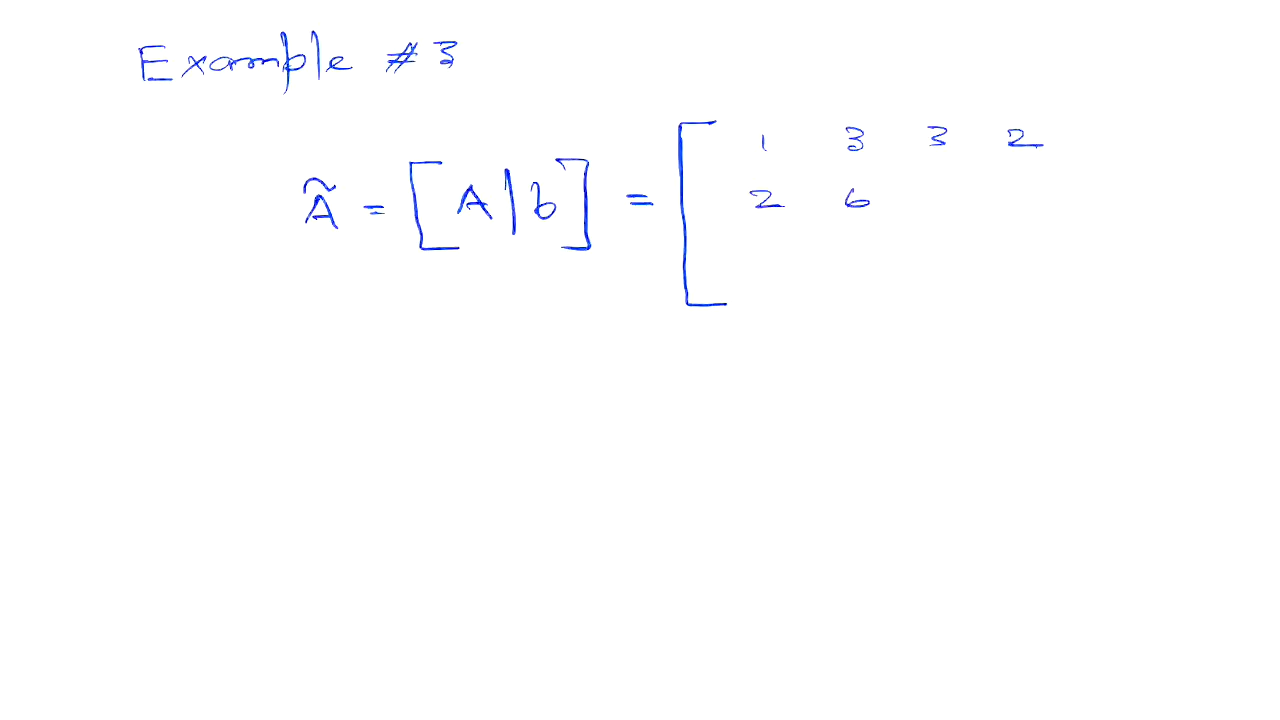 Example #3
Ã = [A|b] = [ 1 3 3 2
2 6